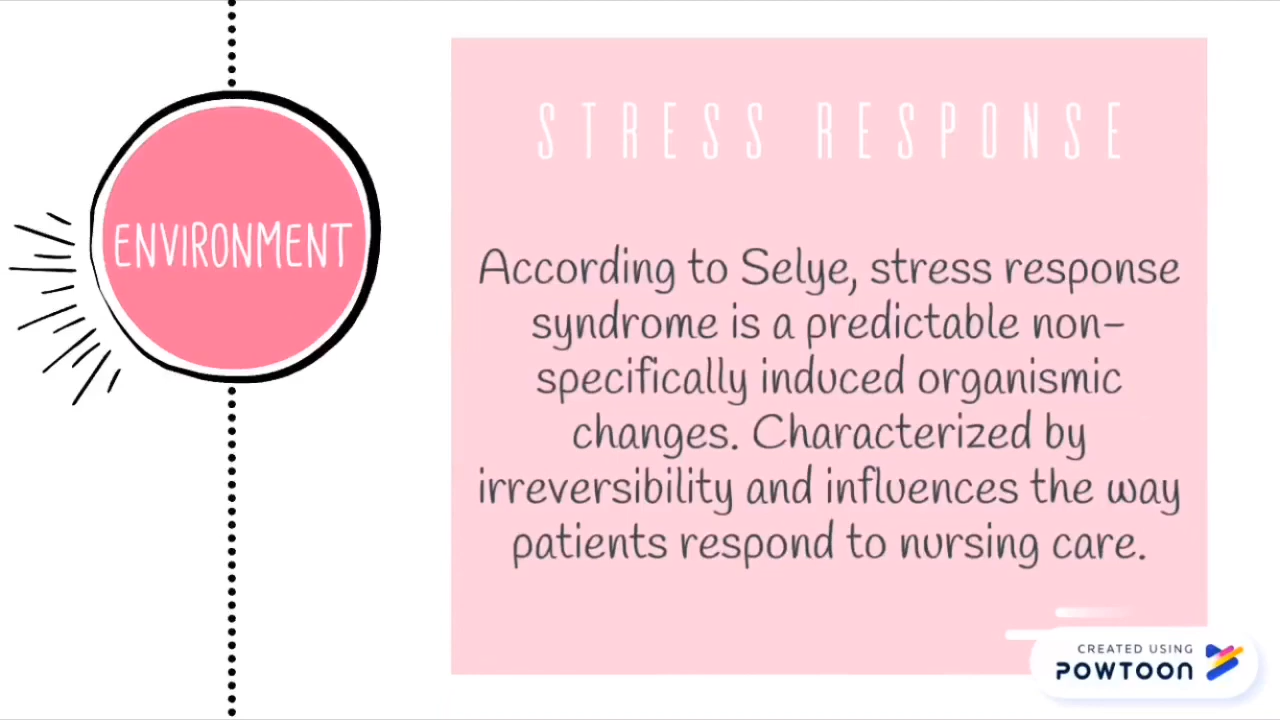 ENVIRONMENT
STRESS RESPONSE
According to Selye, stress response
syndrome is a predictable non-
specifically induced organismic
changes. Characterized by
irreversibility and influences the way
patients respond to nursing care.
CREATED USING
POWTOON